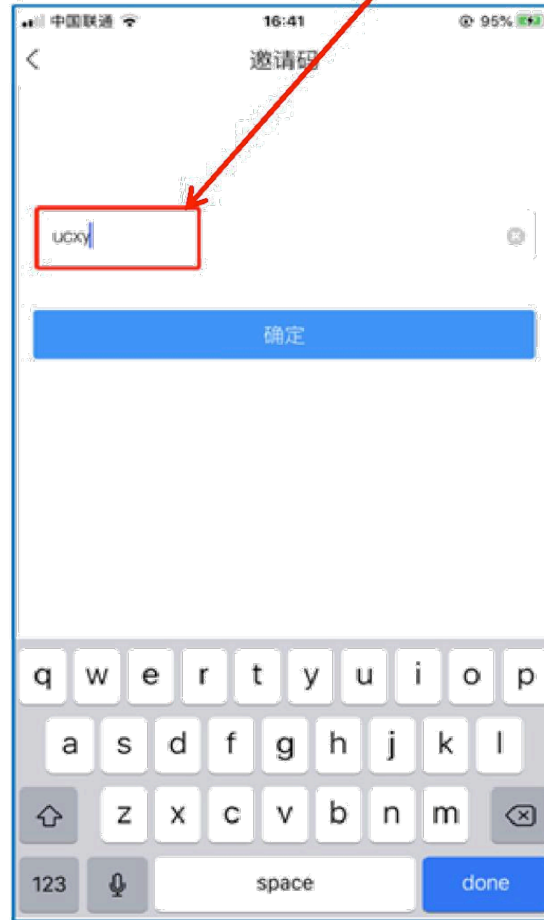 中国联通 16:41 95%
邀请码
ucxy
确定
q w e r t y u i o p
a s d f g h j k l
z x c v b n m
123 space done